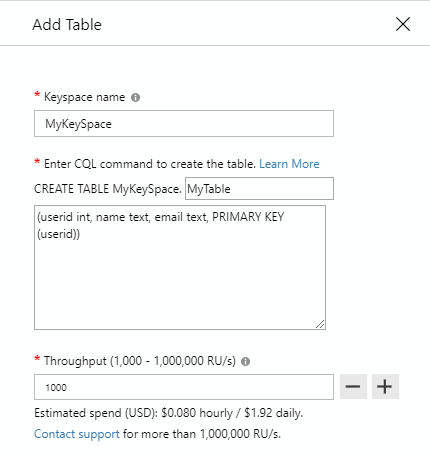 Add Table
* Keyspace name
MyKeySpace
* Enter CQL command to create the table. Learn More
CREATE TABLE MyKeySpace. MyTable
(userid int, name text, email text, PRIMARY KEY
(userid))
* Throughput (1,000 - 1,000,000 RU/s)
1000
Estimated spend (USD): $0.080 hourly / $1.92 daily.
Contact support for more than 1,000,000 RU/s.